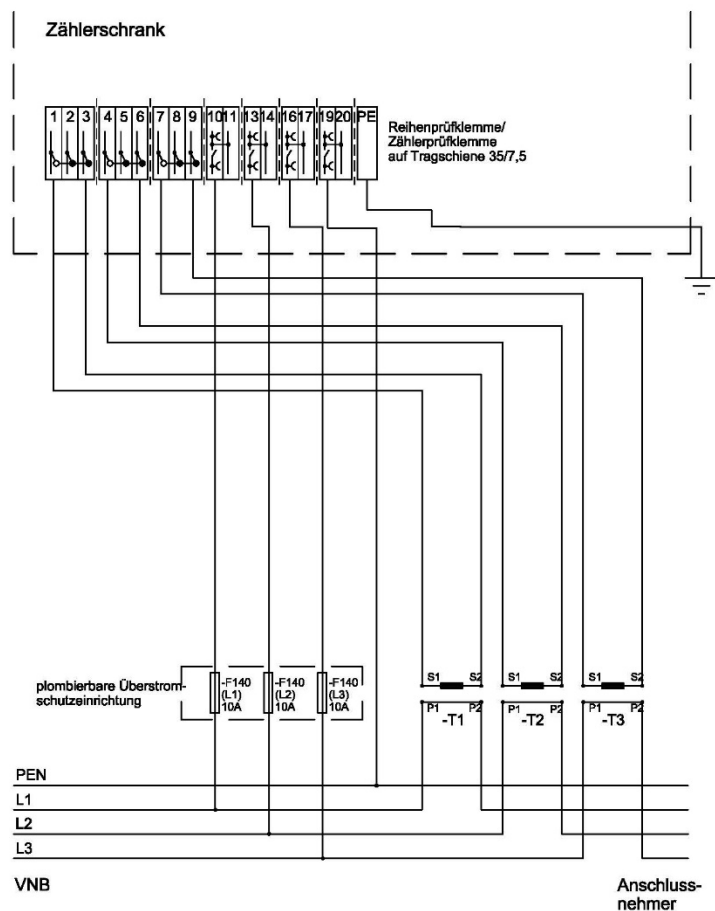 Zählerschrank
1 2 3 4 5 6 7 8 9 10 11 13 14 16 17 19 20 PE
Reihenprüfklemme/
Zählerprüfklemme
auf Tragschiene 35/7,5
plombierbare Überstrom-
schutzeinrichtung
-F140
(L1)
10A
-F140
(L2)
10A
-F140
(L3)
10A
S1 S2
P1 P2
-T1
S1 S2
P1 P2
-T2
S1 S2
P1 P2
-T3
PEN
L1
L2
L3
VNB
Anschluss-
nehmer